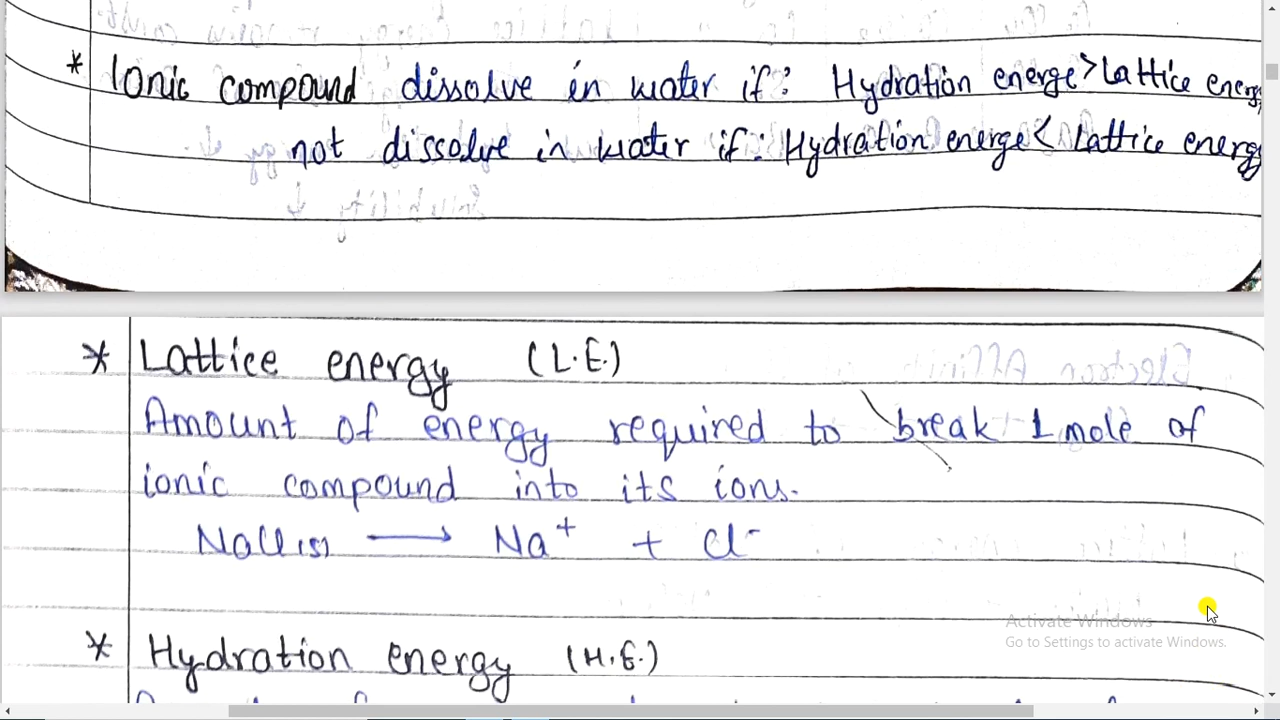 * Ionic compound dissolve in water if: Hydration energe > Lattice energy
not dissolve in water if: Hydration energe < Lattice energy
* Lattice energy (L.E.)
Amount of energy required to break 1 mole of
ionic compound into its ions.
NaCl(s) → Na⁺ + Cl⁻
Activate Windows
Go to Settings to activate Windows.
* Hydration energy (H.E.)